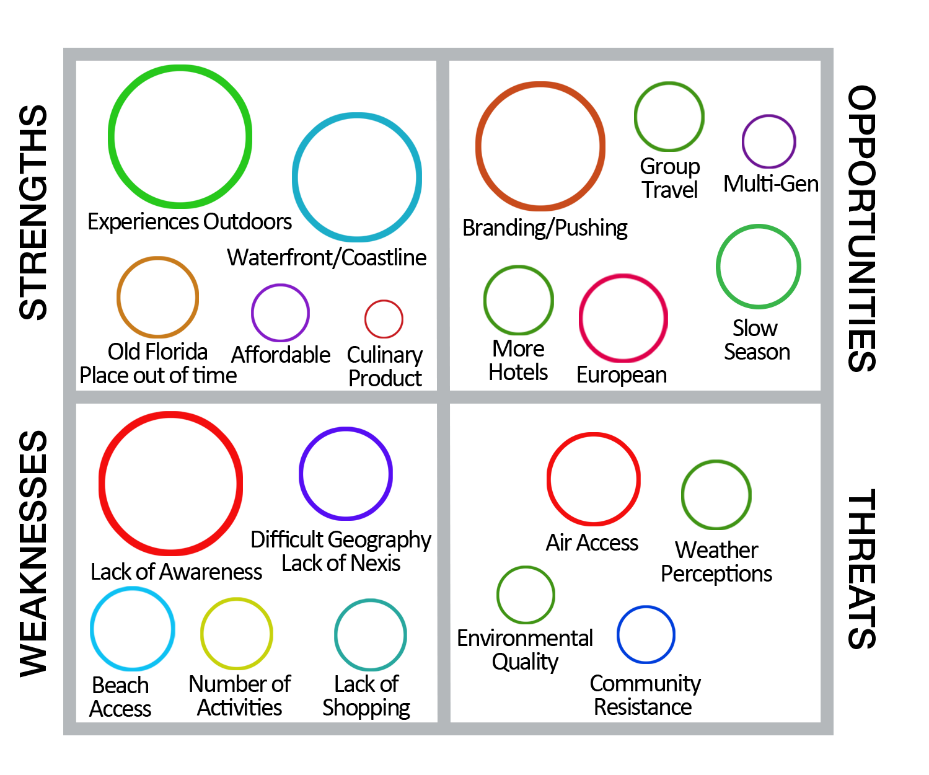 STRENGTHS
Experiences Outdoors
Waterfront/Coastline
Old Florida
Place out of time
Affordable
Culinary
Product
OPPORTUNITIES
Branding/Pushing
Group
Travel
Multi-Gen
More
Hotels
European
Slow
Season
WEAKNESSES
Lack of Awareness
Difficult Geography
Lack of Nexis
Beach
Access
Number of
Activities
Lack of
Shopping
THREATS
Air Access
Weather
Perceptions
Environmental
Quality
Community
Resistance